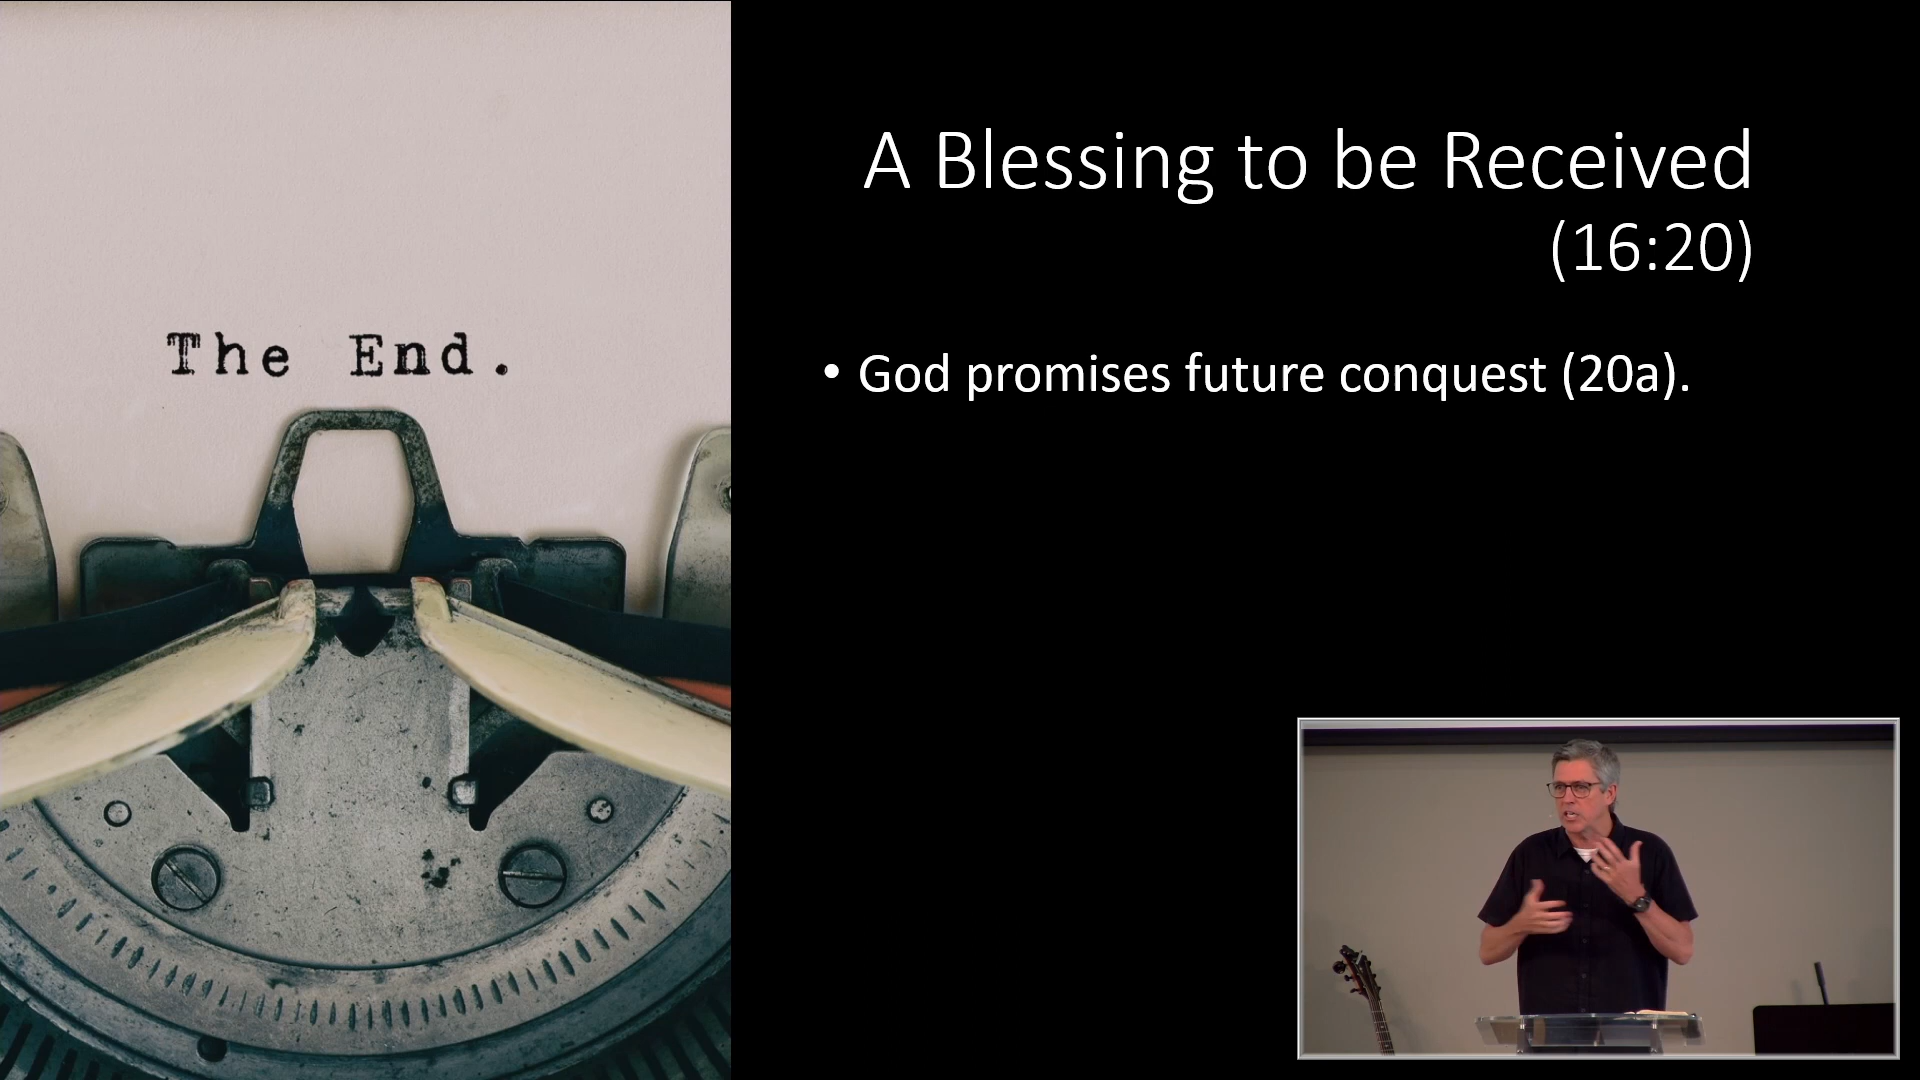 The End.
A Blessing to be Received
(16:20)
• God promises future conquest (20a).